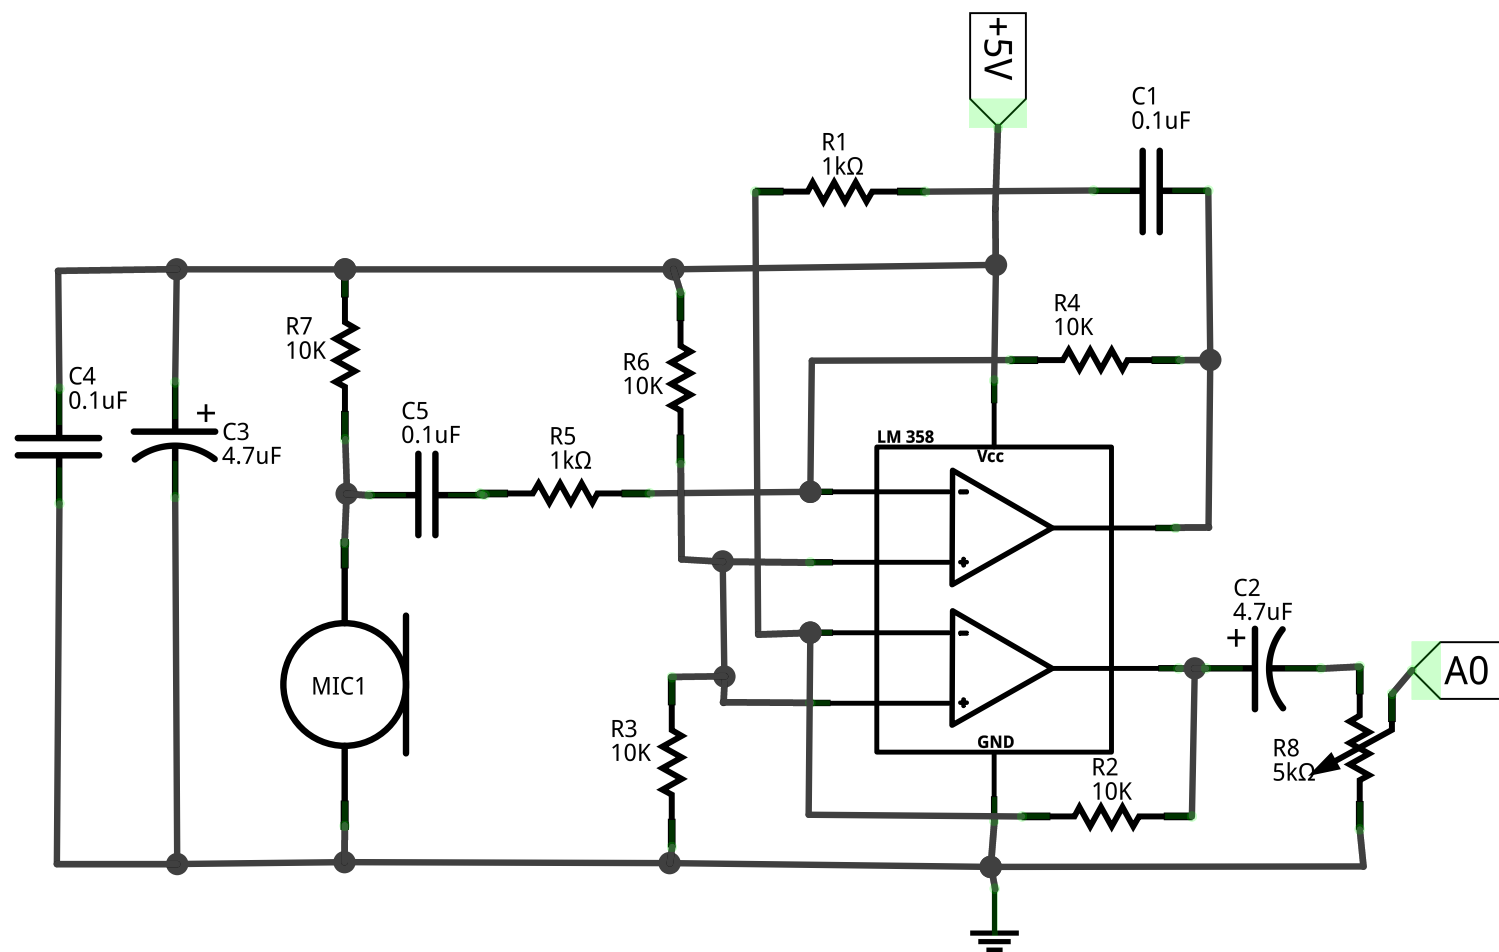 +5V
C1
0.1uF
R1
1kΩ
R4
10K
R7
10K
R6
10K
C4
0.1uF
+
C3
4.7uF
C5
0.1uF
R5
1kΩ
LM 358
Vcc
-
+
-
+
GND
MIC1
R3
10K
R2
10K
C2
4.7uF
+
R8
5kΩ
A0